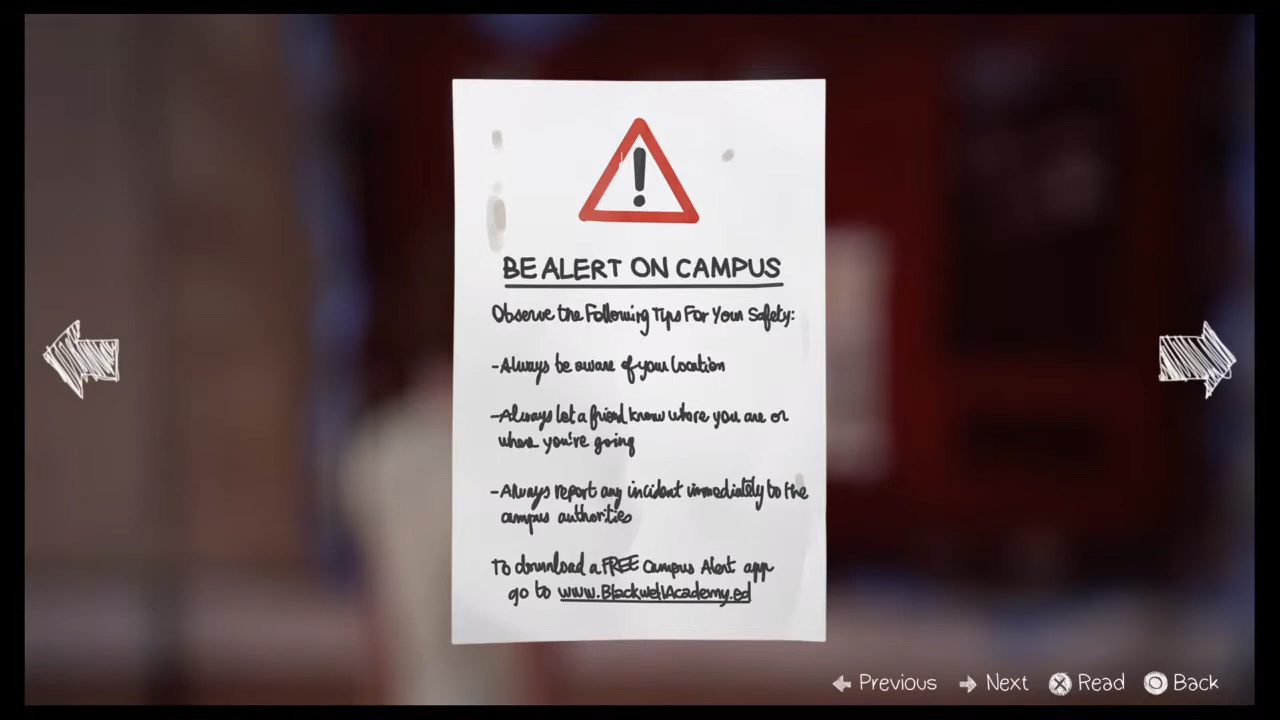 !
BE ALERT ON CAMPUS
Observe the Following Tips For Your Safety:
-Always be aware of your location
-Always let a friend know where you are or
where you're going
-Always report any incident immediately to the
campus authorities
To download a FREE Campus Alert app
go to www.BlackwellAcademy.ed
Previous Next Read Back